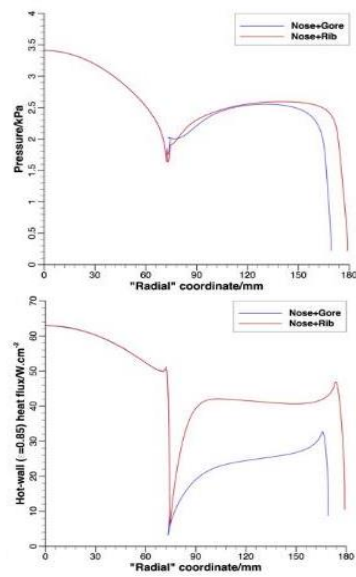 Nose+Gore
Nose+Rib
Pressure/kPa
4
3.5
3
2.5
2
1.5
1
0.5
0
0 30 60 90 120 150 180
"Radial" coordinate/mm
Nose+Gore
Nose+Rib
Hot-wall ( =0.85) heat flux/W.cm-2
70
60
50
40
30
20
10
0
0 30 60 90 120 150 180
"Radial" coordinate/mm